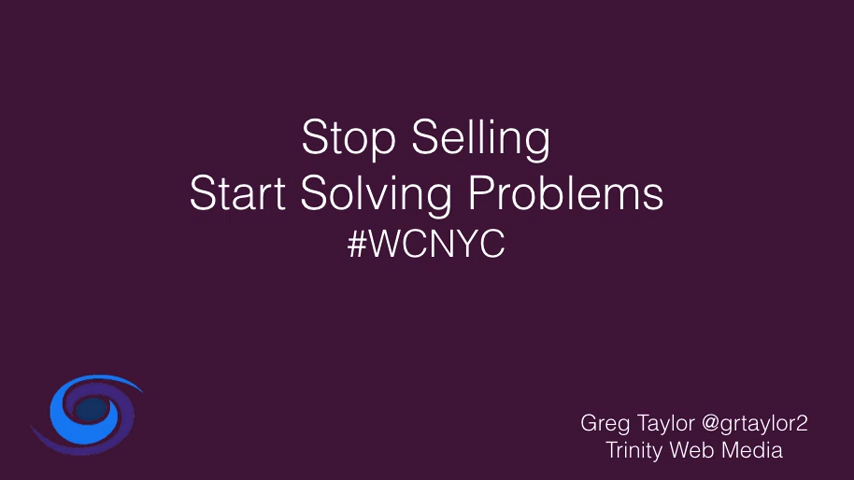 Stop Selling
Start Solving Problems
#WCNYC
Greg Taylor @grtaylor2
Trinity Web Media